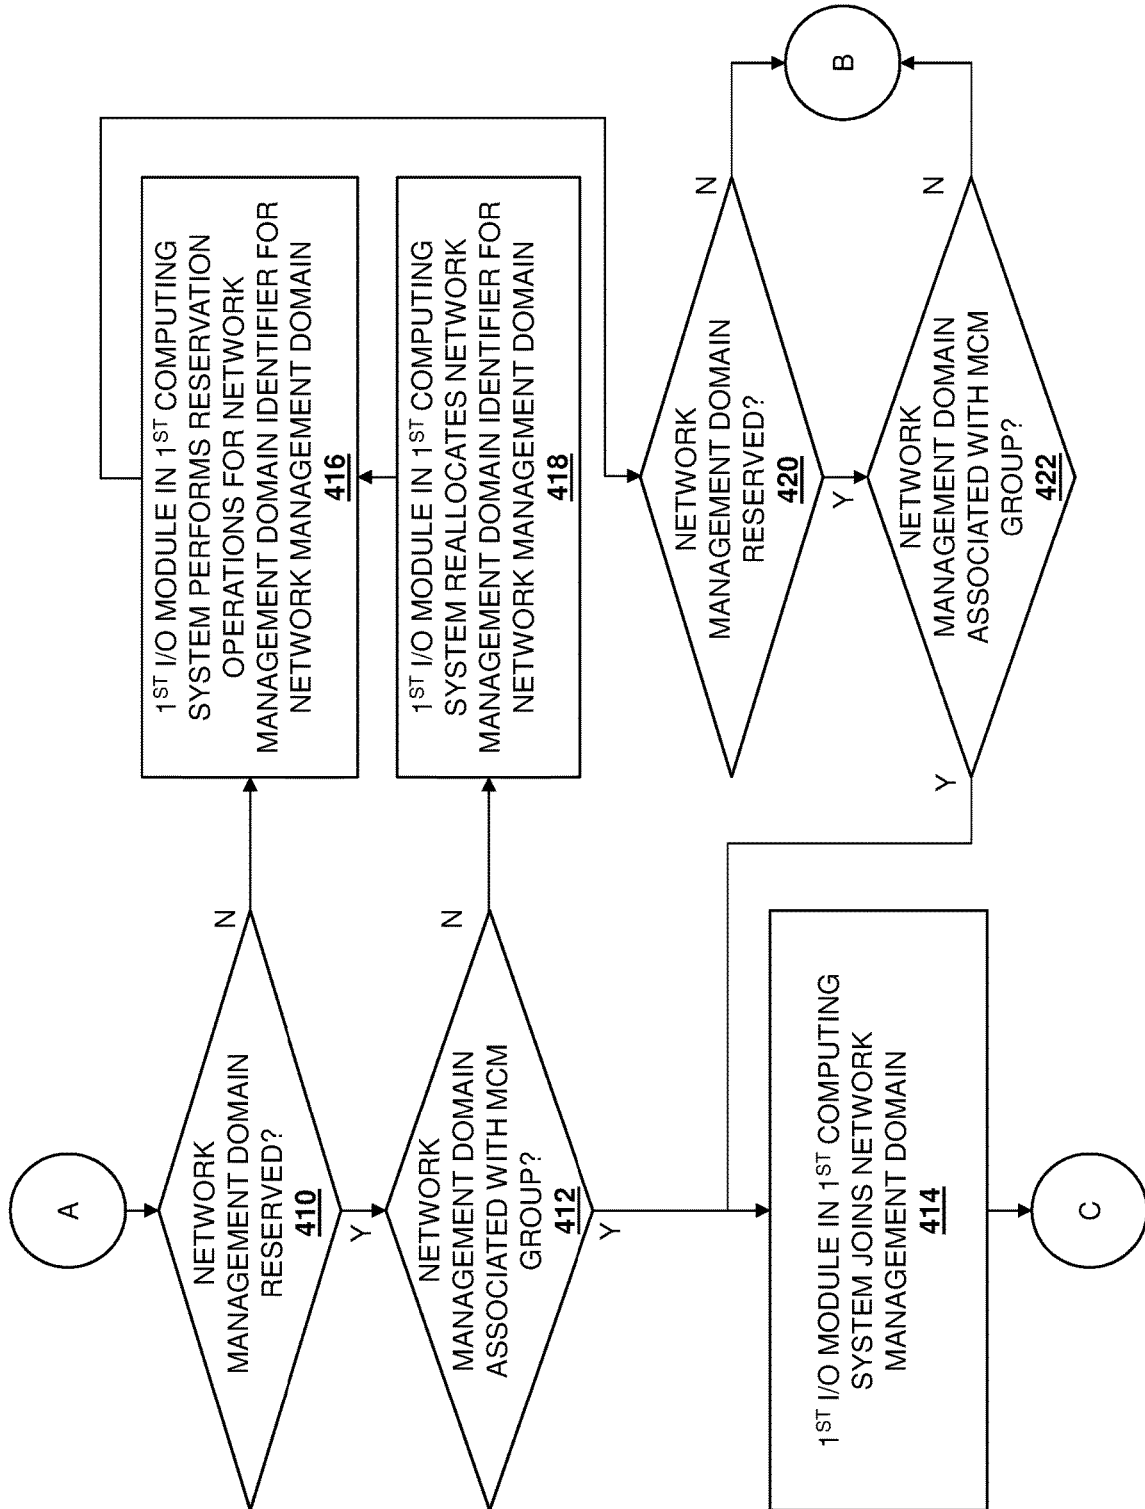 A
NETWORK
MANAGEMENT DOMAIN
RESERVED?
410
N
Y
NETWORK
MANAGEMENT DOMAIN
ASSOCIATED WITH MCM
GROUP?
412
N
Y
1ST I/O MODULE IN 1ST COMPUTING
SYSTEM JOINS NETWORK
MANAGEMENT DOMAIN
414
C
1ST I/O MODULE IN 1ST COMPUTING
SYSTEM PERFORMS RESERVATION
OPERATIONS FOR NETWORK
MANAGEMENT DOMAIN IDENTIFIER FOR
NETWORK MANAGEMENT DOMAIN
416
1ST I/O MODULE IN 1ST COMPUTING
SYSTEM REALLOCATES NETWORK
MANAGEMENT DOMAIN IDENTIFIER FOR
NETWORK MANAGEMENT DOMAIN
418
NETWORK
MANAGEMENT DOMAIN
RESERVED?
420
N
Y
NETWORK
MANAGEMENT DOMAIN
ASSOCIATED WITH MCM
GROUP?
422
N
Y
B